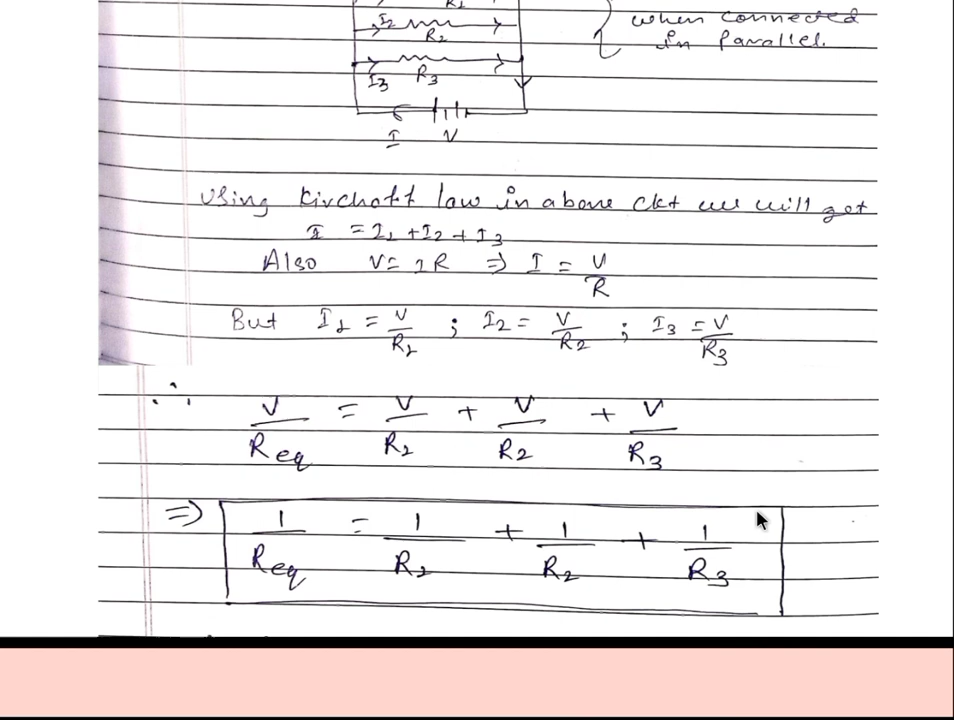 R1
I2 R2
when connected
in Parallel.
I3 R3
I V
Using Kirchoff law in above ckt we will get
I = I1 + I2 + I3
Also V = IR ⇒ I = V/R
But I1 = V/R1 ; I2 = V/R2 ; I3 = V/R3
∴ V/Req = V/R1 + V/R2 + V/R3
⇒ 1/Req = 1/R1 + 1/R2 + 1/R3